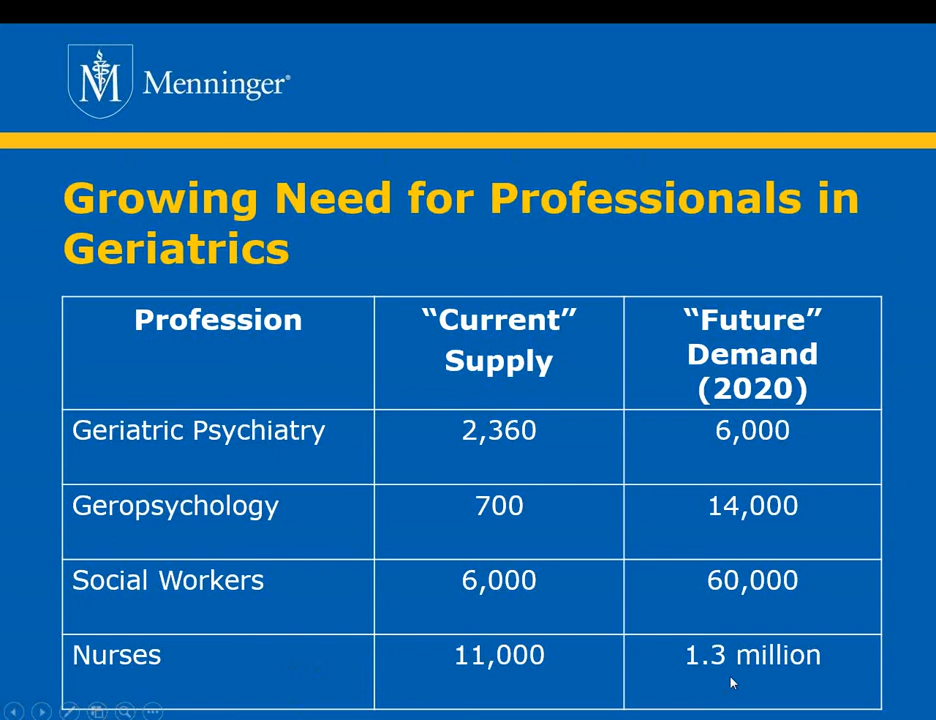 Menninger®
Growing Need for Professionals in
Geriatrics
Profession
“Current”
Supply
“Future”
Demand
(2020)
Geriatric Psychiatry 2,360 6,000
Geropsychology 700 14,000
Social Workers 6,000 60,000
Nurses 11,000 1.3 million